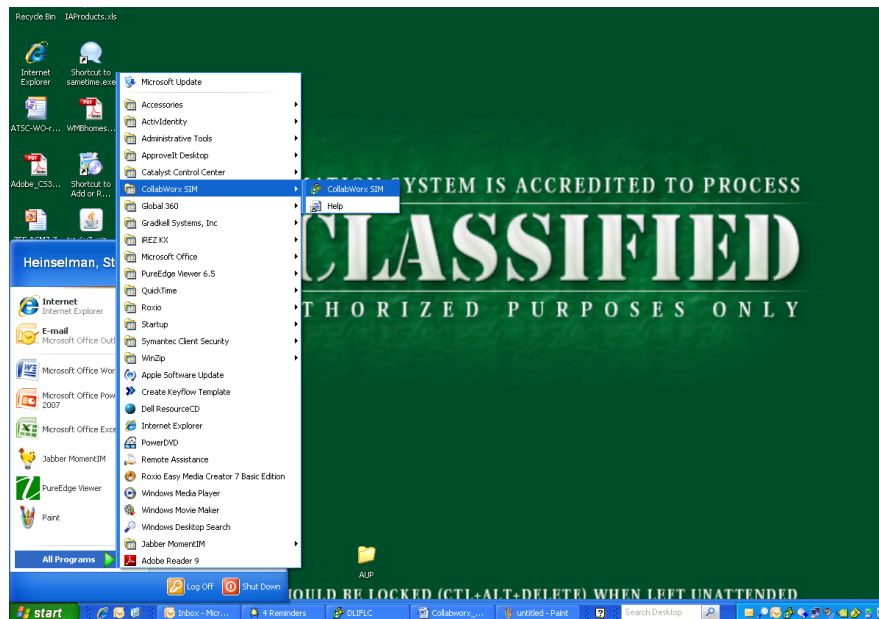 Recycle Bin
IAProducts.xls
Internet Explorer
Shortcut to sametime.exe
ATSC-WO-r...
WMBhomes...
Adobe_CS3...
Shortcut to Add or R...
Heinselman, St
Internet
Internet Explorer
E-mail
Microsoft Office Outl
Microsoft Office Wor
Microsoft Office Pow
2007
Microsoft Office Exce
Jabber MomentIM
PureEdge Viewer
Paint
All Programs
Log Off
Shut Down
Microsoft Update
Accessories
ActivIdentity
Administrative Tools
ApproveIt Desktop
Catalyst Control Center
CollabWorx SIM
Global 360
Gradkell Systems, Inc
iREZ KX
Microsoft Office
PureEdge Viewer 6.5
QuickTime
Roxio
Startup
Symantec Client Security
WinZip
Apple Software Update
Create Keyflow Template
Dell ResourceCD
Internet Explorer
PowerDVD
Remote Assistance
Roxio Easy Media Creator 7 Basic Edition
Windows Media Player
Windows Movie Maker
Windows Desktop Search
Jabber MomentIM
Adobe Reader 9
CollabWorx SIM
Help
YSTEM IS ACCREDITED TO PROCESS
CLASSIFIED
THORIZED PURPOSES ONLY
AUP
OULD BE LOCKED (CTL+ALT+DELETE) WHEN LEFT UNATTENDED
start
Inbox - Micr...
4 Reminders
DLIFLC
Collabworx_...
untitled - Paint
Search Desktop